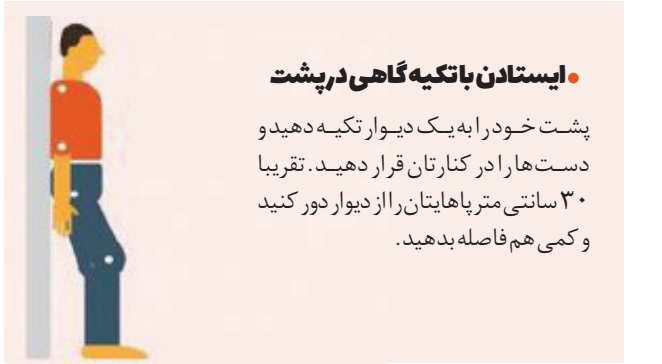 • ایستادن با تکیه گاهی در پشت
پشت خود را به یک دیوار تکیه دهید و
دست‌ها را در کنارتان قرار دهید. تقریبا
۳۰ سانتی متر پاهایتان را از دیوار دور کنید
و کمی هم فاصله بدهید.